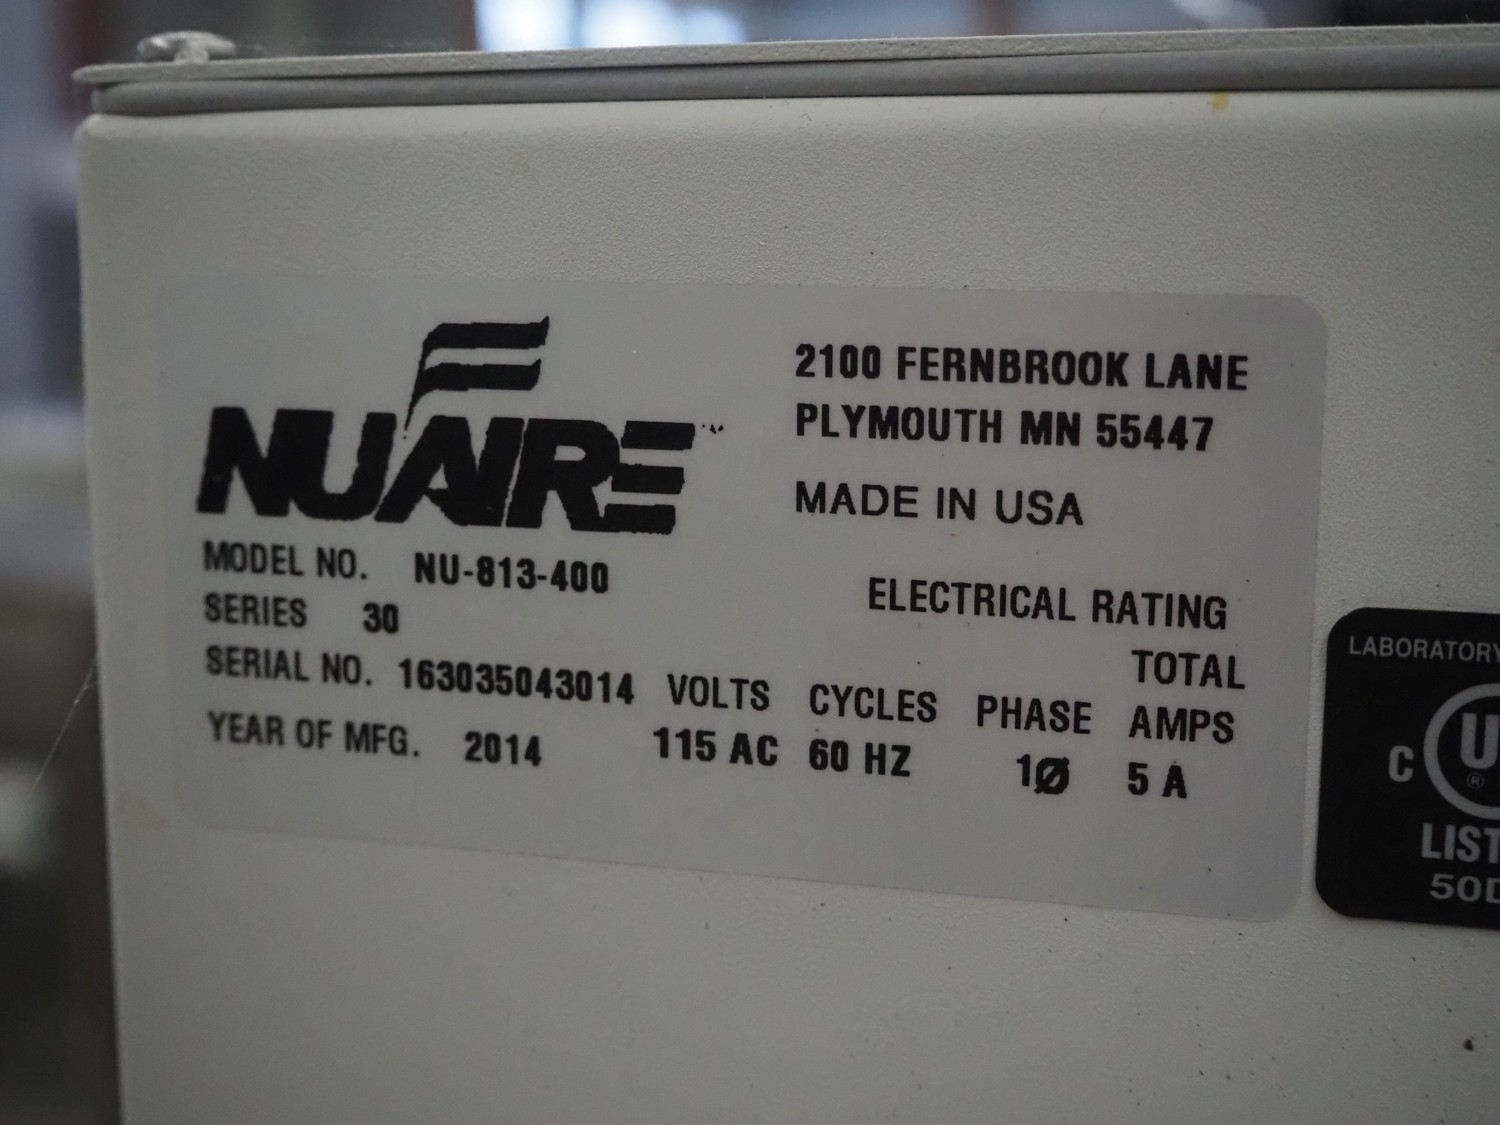 NUAIRE™
2100 FERNBROOK LANE
PLYMOUTH MN 55447
MADE IN USA
MODEL NO. NU-813-400
SERIES 30
SERIAL NO. 163035043014
YEAR OF MFG. 2014
ELECTRICAL RATING
TOTAL
VOLTS CYCLES PHASE AMPS
115 AC 60 HZ 1Ø 5 A
LABORATORY
C U ®
LIST
50